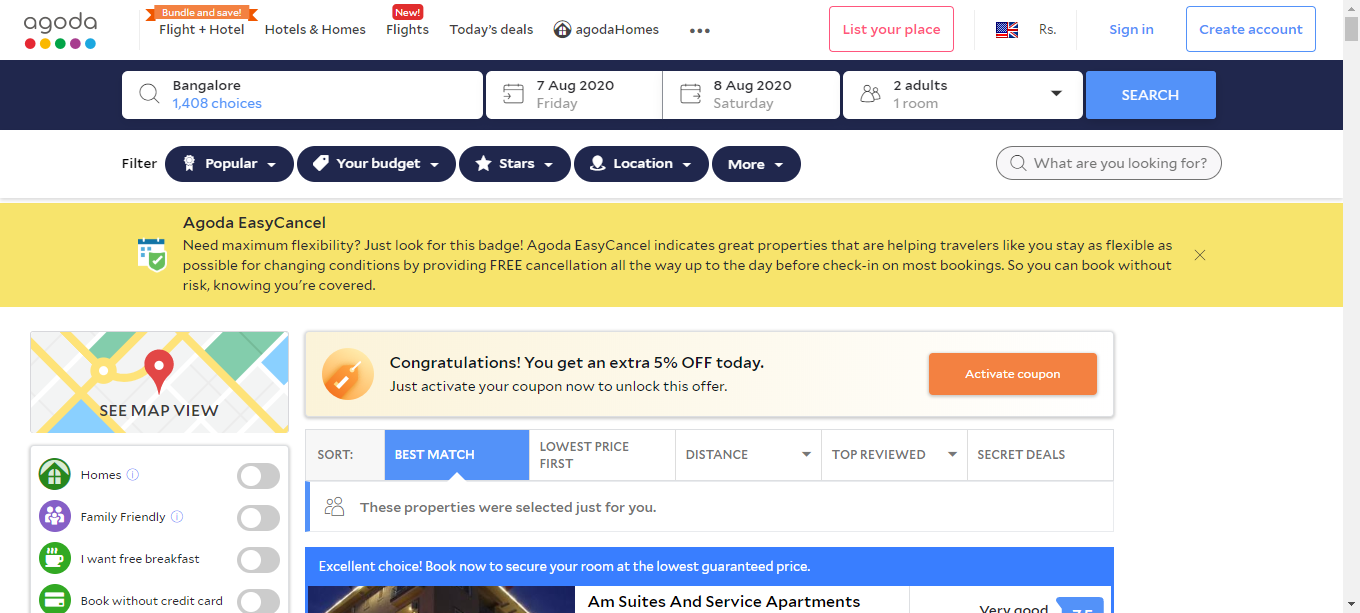 agoda
Bundle and save!
Flight + Hotel
Hotels & Homes
New!
Flights
Today's deals
agodaHomes
List your place
Rs.
Sign in
Create account
Bangalore
1,408 choices
7 Aug 2020
Friday
8 Aug 2020
Saturday
2 adults
1 room
SEARCH
Filter
Popular
Your budget
Stars
Location
More
What are you looking for?
Agoda EasyCancel
Need maximum flexibility? Just look for this badge! Agoda EasyCancel indicates great properties that are helping travelers like you stay as flexible as
possible for changing conditions by providing FREE cancellation all the way up to the day before check-in on most bookings. So you can book without
risk, knowing you're covered.
SEE MAP VIEW
Congratulations! You get an extra 5% OFF today.
Just activate your coupon now to unlock this offer.
Activate coupon
SORT:
BEST MATCH
LOWEST PRICE
FIRST
DISTANCE
TOP REVIEWED
SECRET DEALS
These properties were selected just for you.
Homes
Family Friendly
I want free breakfast
Book without credit card
Excellent choice! Book now to secure your room at the lowest guaranteed price.
Am Suites And Service Apartments
Very good